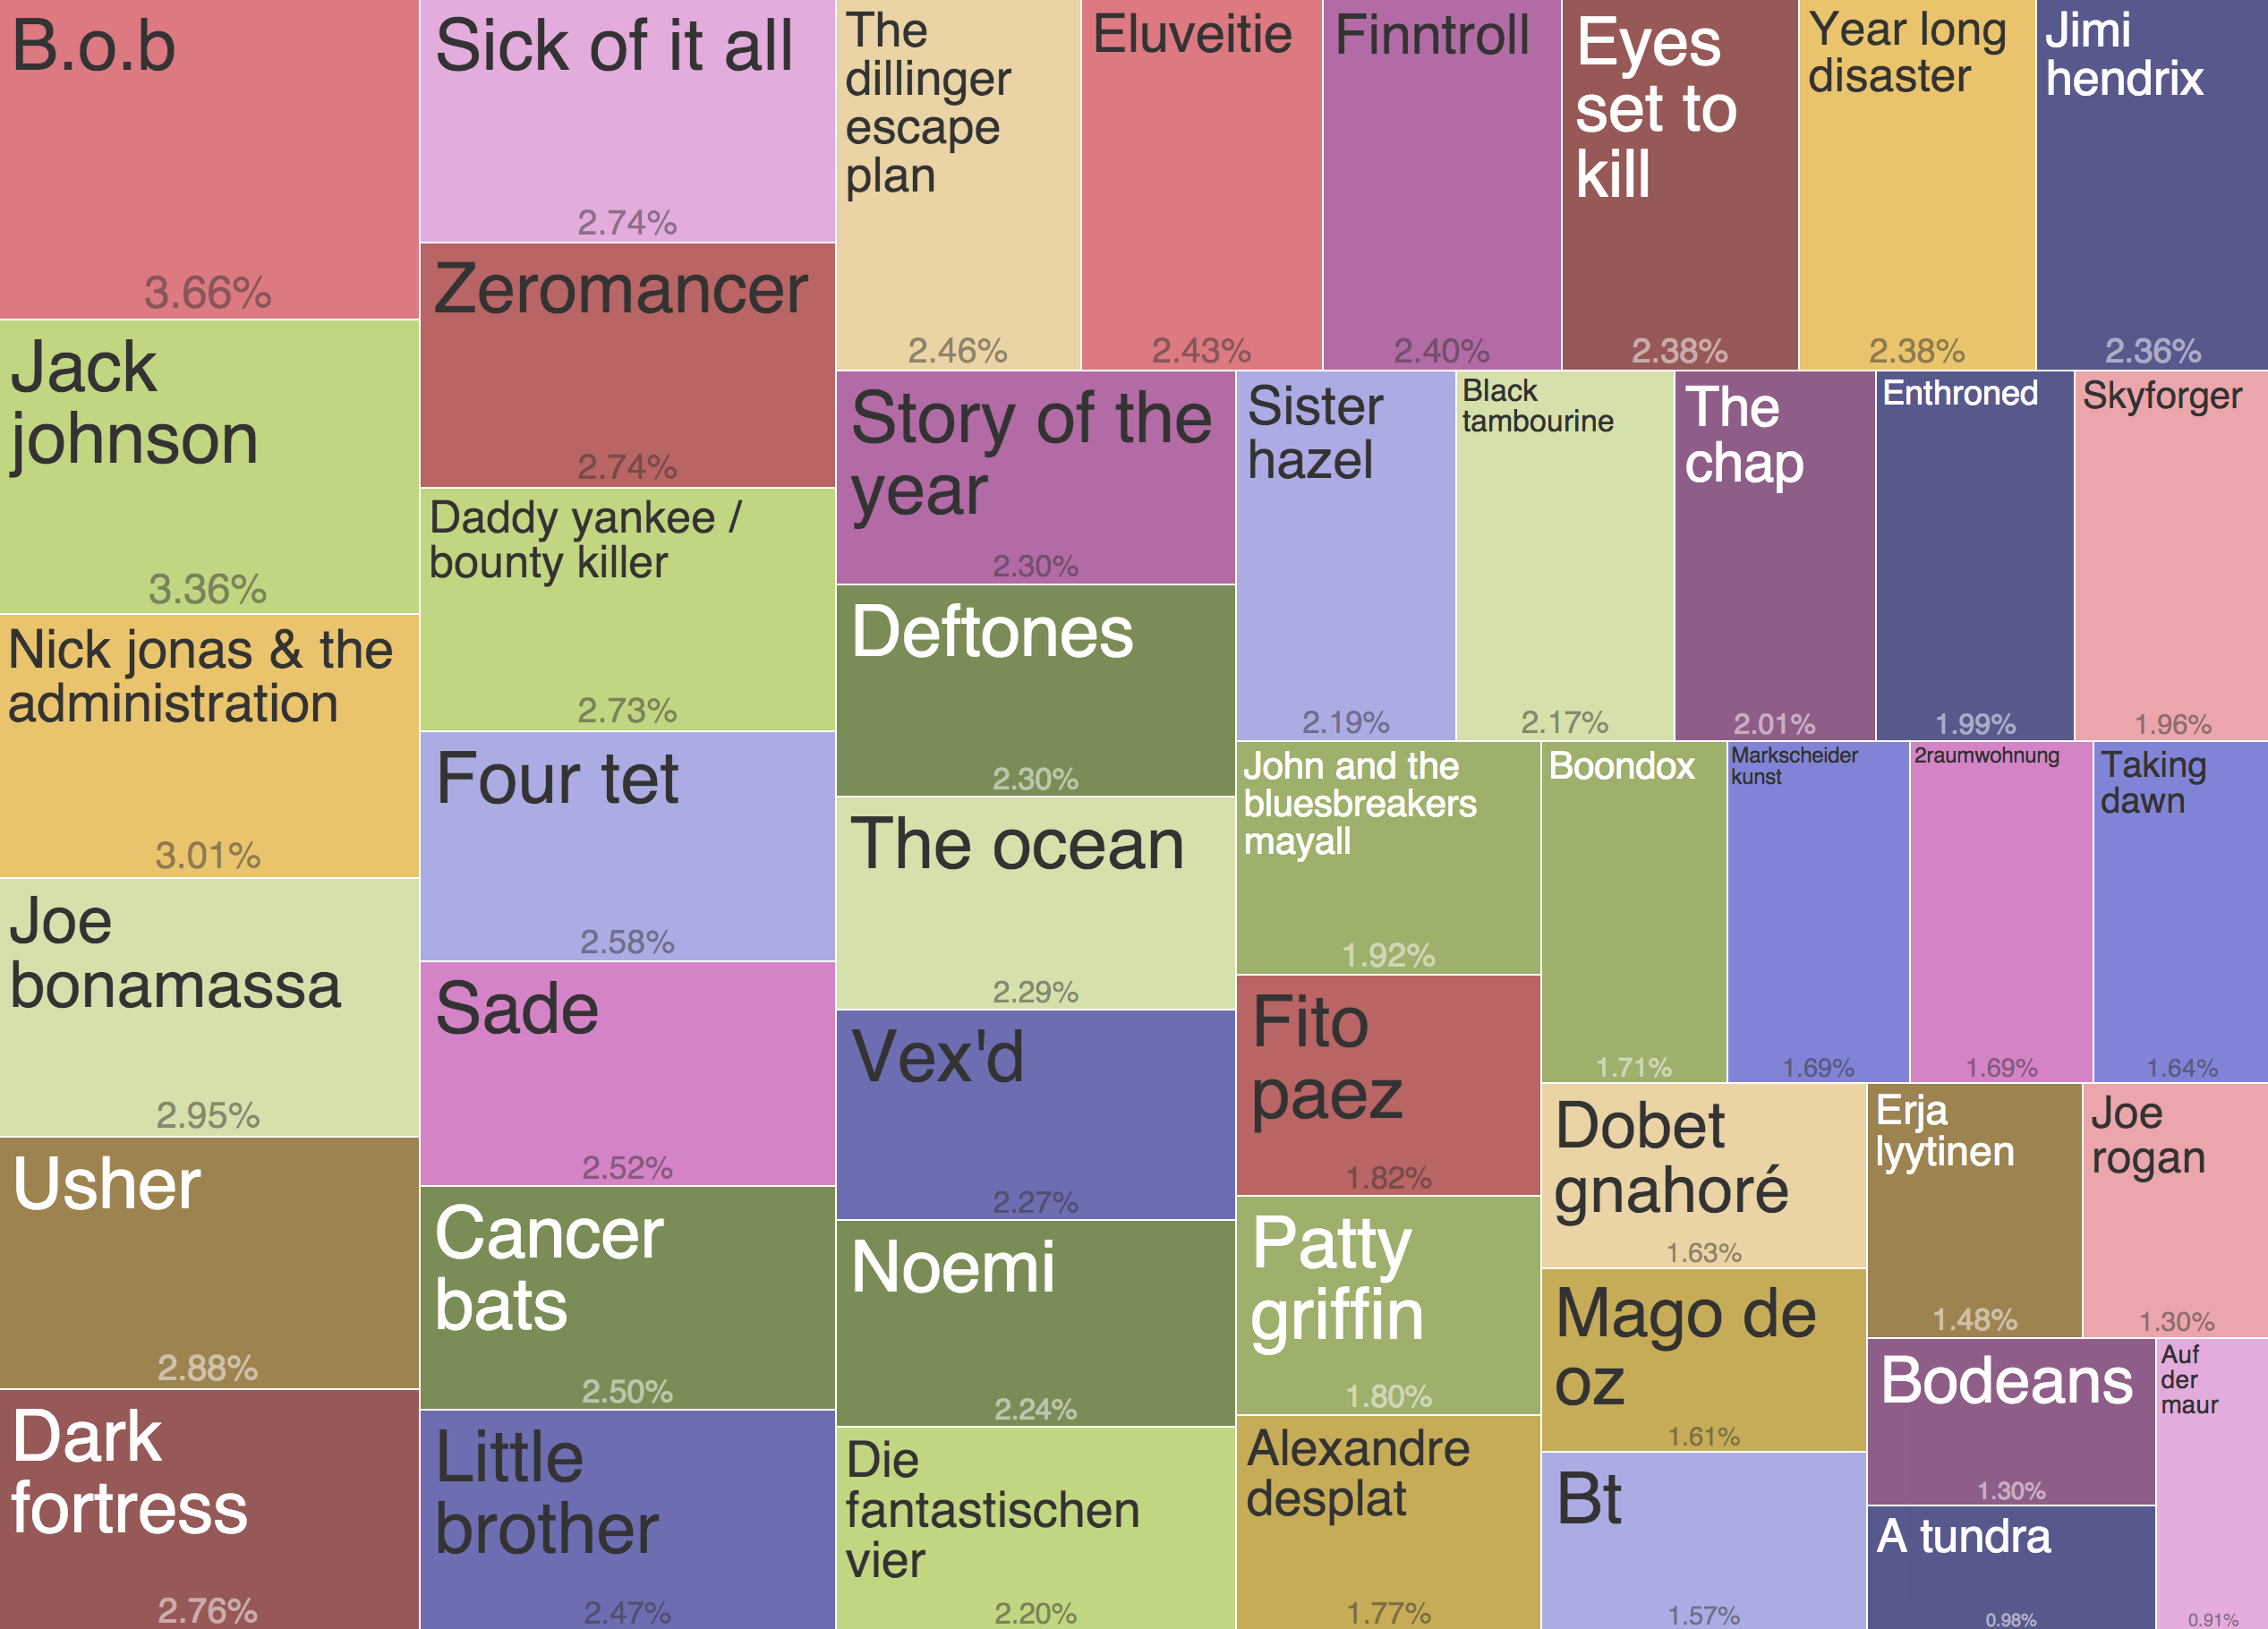 B.o.b
3.66%
Jack
johnson
3.36%
Nick jonas & the
administration
3.01%
Joe
bonamassa
2.95%
Usher
2.88%
Dark
fortress
2.76%
Sick of it all
2.74%
Zeromancer
2.74%
Daddy yankee /
bounty killer
2.73%
Four tet
2.58%
Sade
2.52%
Cancer
bats
2.50%
Little
brother
2.47%
The
dillinger
escape
plan
2.46%
Eluveitie
2.43%
Finntroll
2.40%
Eyes
set to
kill
2.38%
Year long
disaster
2.38%
Jimi
hendrix
2.36%
Story of the
year
2.30%
Deftones
2.30%
The ocean
2.29%
Vex'd
2.27%
Noemi
2.24%
Die
fantastischen
vier
2.20%
Sister
hazel
2.19%
Black
tambourine
2.17%
The
chap
2.01%
Enthroned
1.99%
Skyforger
1.96%
John and the
bluesbreakers
mayall
1.92%
Fito
paez
1.82%
Patty
griffin
1.80%
Alexandre
desplat
1.77%
Boondox
1.71%
Markscheider
kunst
1.69%
2raumwohnung
1.69%
Taking
dawn
1.64%
Dobet
gnahoré
1.63%
Mago de
oz
1.61%
Bt
1.57%
Erja
lyytinen
1.48%
Joe
rogan
1.30%
Bodeans
1.30%
A tundra
0.98%
Auf
der
maur
0.91%